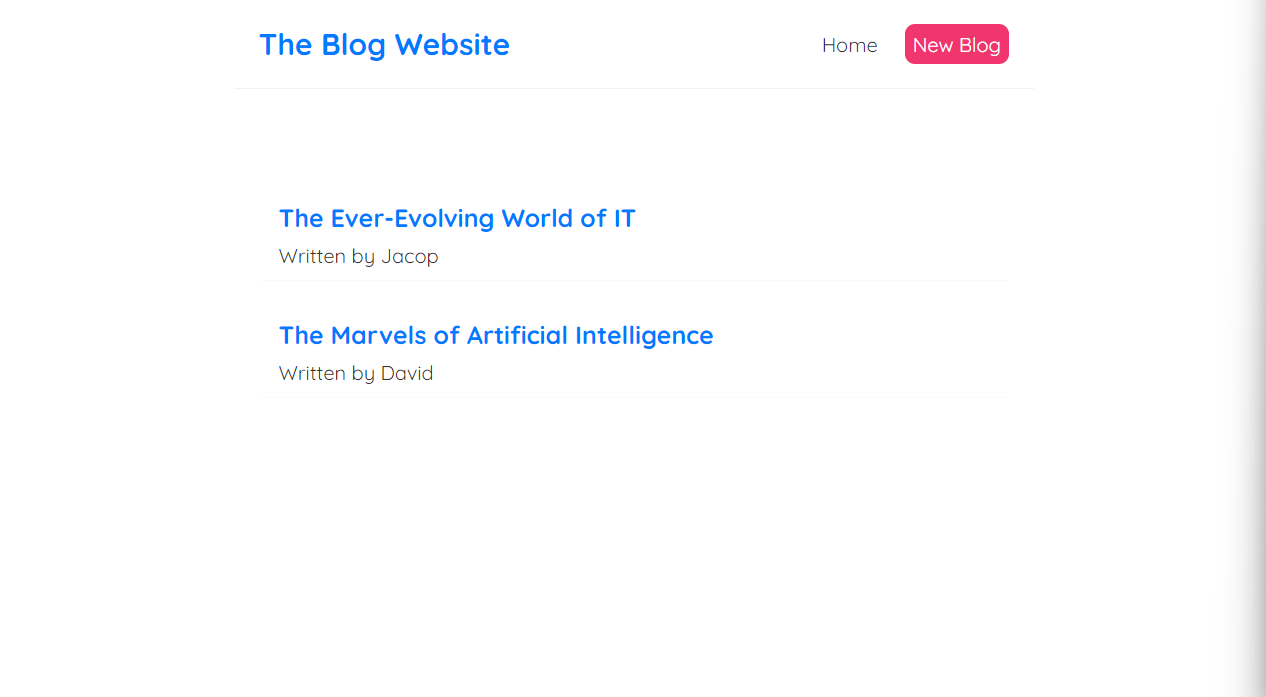 The Blog Website
Home
New Blog
The Ever-Evolving World of IT
Written by Jacop
The Marvels of Artificial Intelligence
Written by David